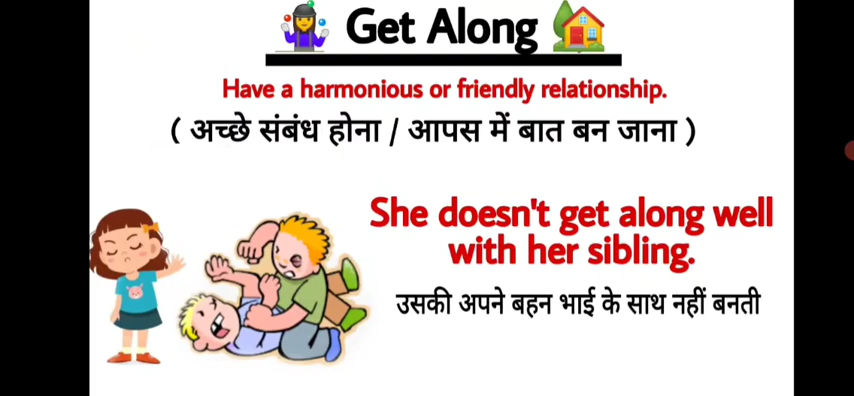 Get Along
Have a harmonious or friendly relationship.
( अच्छे संबंध होना / आपस में बात बन जाना )
She doesn't get along well
with her sibling.
उसकी अपने बहन भाई के साथ नहीं बनती